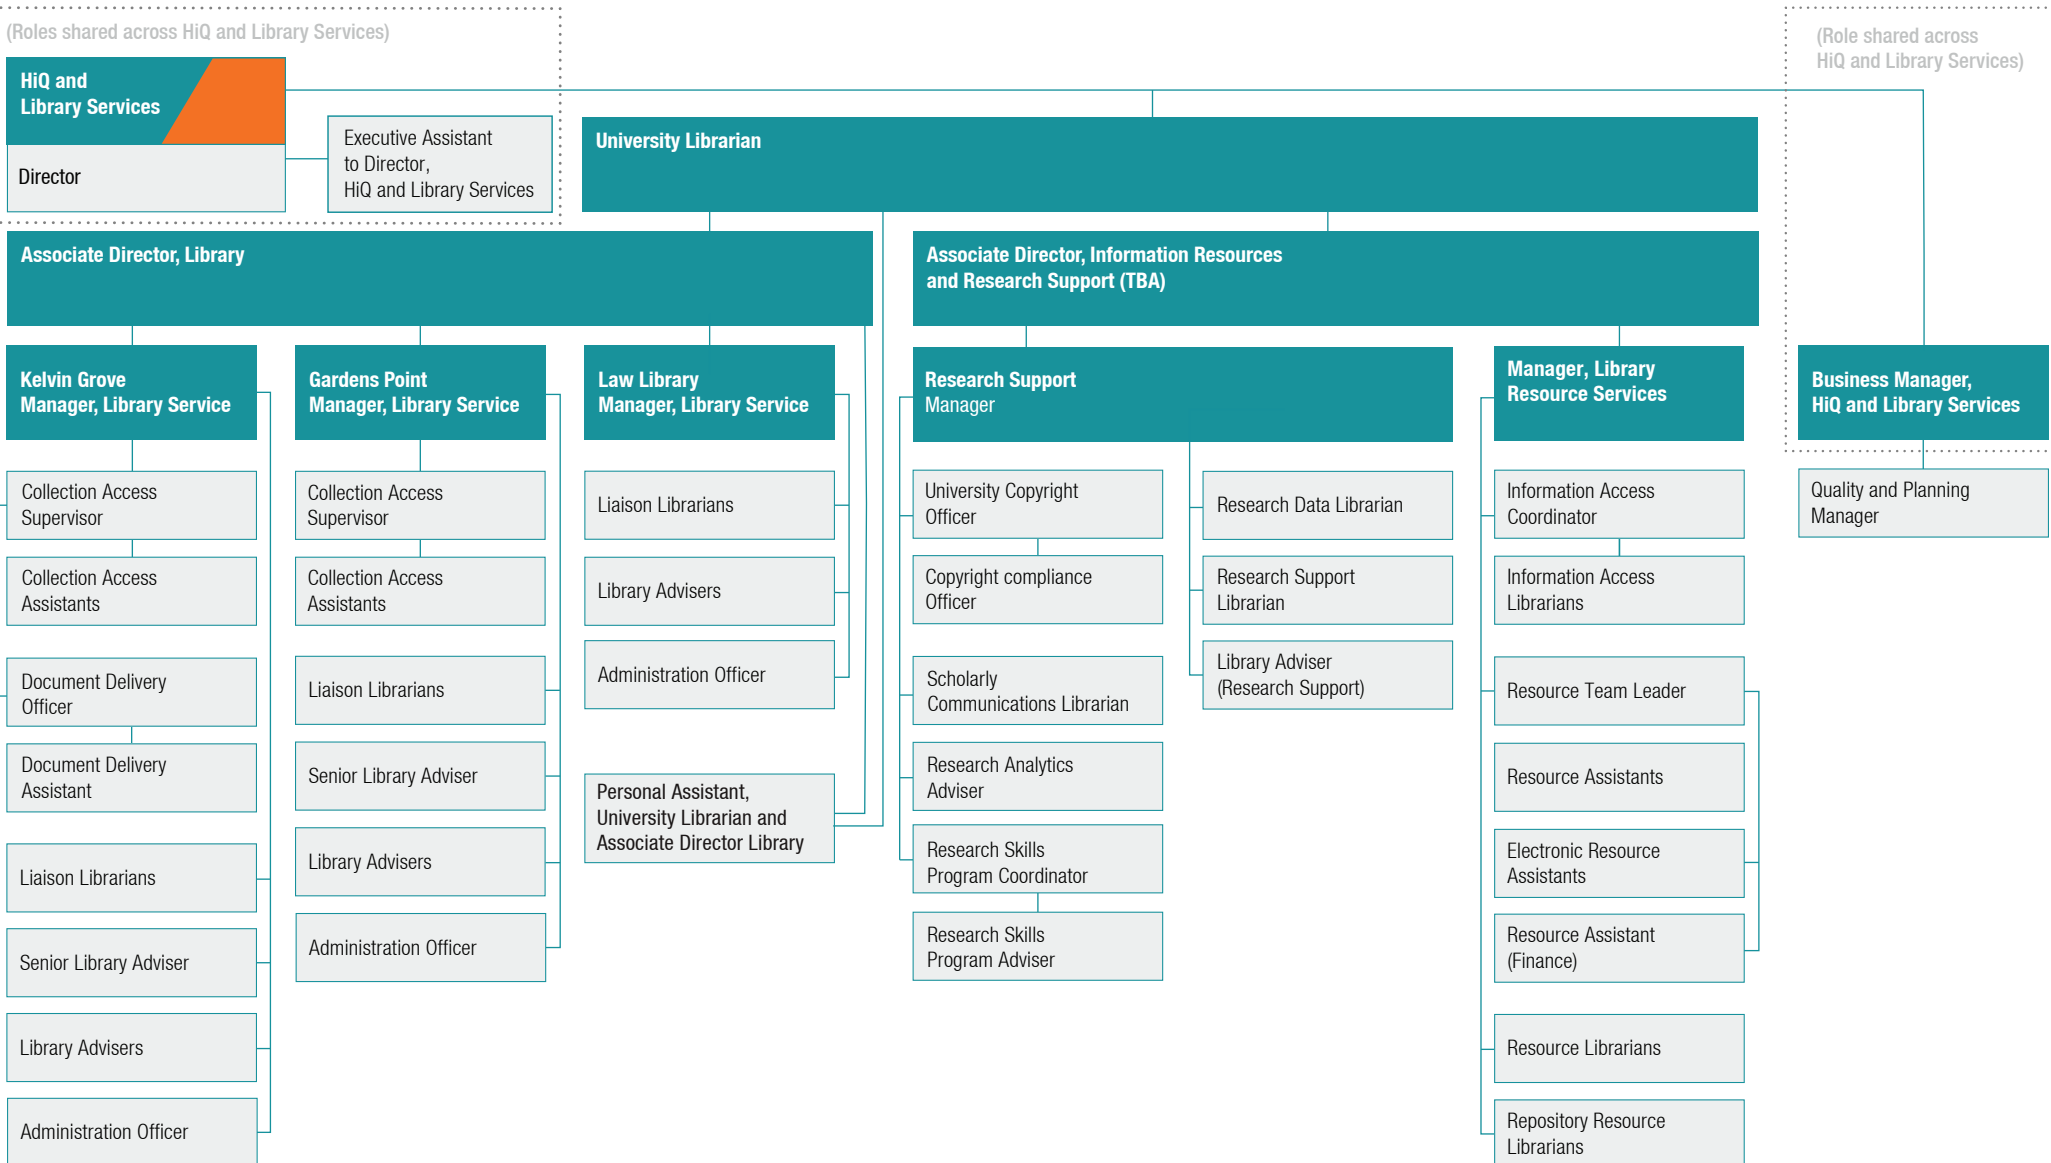 (Roles shared across HiQ and Library Services)
HiQ and
Library Services
Director
Executive Assistant
to Director,
HiQ and Library Services
(Role shared across
HiQ and Library Services)
University Librarian
Associate Director, Library
Associate Director, Information Resources
and Research Support (TBA)
Kelvin Grove
Manager, Library Service
Collection Access
Supervisor
Collection Access
Assistants
Document Delivery
Officer
Document Delivery
Assistant
Liaison Librarians
Senior Library Adviser
Library Advisers
Administration Officer
Gardens Point
Manager, Library Service
Collection Access
Supervisor
Collection Access
Assistants
Liaison Librarians
Senior Library Adviser
Library Advisers
Administration Officer
Law Library
Manager, Library Service
Liaison Librarians
Library Advisers
Administration Officer
Personal Assistant,
University Librarian and
Associate Director Library
Research Support
Manager
University Copyright
Officer
Copyright compliance
Officer
Scholarly
Communications Librarian
Research Analytics
Adviser
Research Skills
Program Coordinator
Research Skills
Program Adviser
Research Data Librarian
Research Support
Librarian
Library Adviser
(Research Support)
Manager, Library
Resource Services
Information Access
Coordinator
Information Access
Librarians
Resource Team Leader
Resource Assistants
Electronic Resource
Assistants
Resource Assistant
(Finance)
Resource Librarians
Repository Resource
Librarians
Business Manager,
HiQ and Library Services
Quality and Planning
Manager